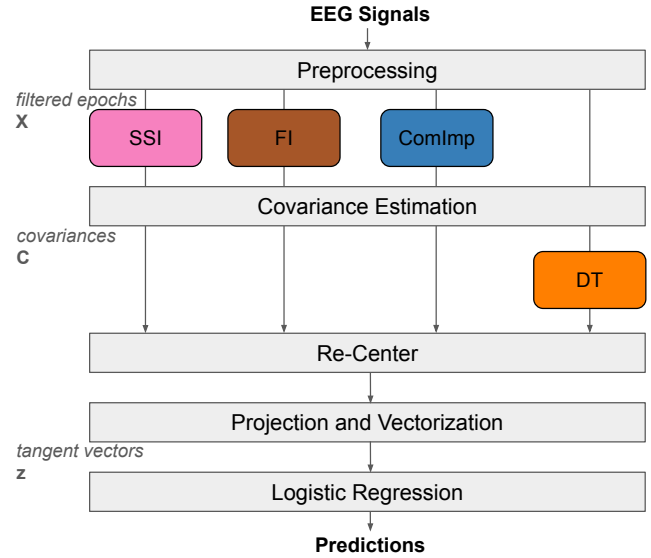 EEG Signals
Preprocessing
filtered epochs
X
SSI
FI
ComImp
Covariance Estimation
covariances
C
DT
Re-Center
Projection and Vectorization
tangent vectors
z
Logistic Regression
Predictions